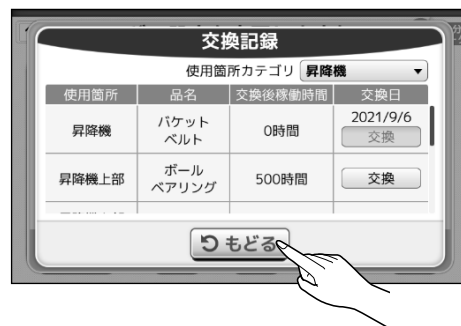 交換記録
使用箇所カテゴリ 昇降機
使用箇所 品名 交換後稼働時間 交換日
昇降機 バケット
ベルト 0時間 2021/9/6
交換
昇降機上部 ボール
ベアリング 500時間 交換
もどる